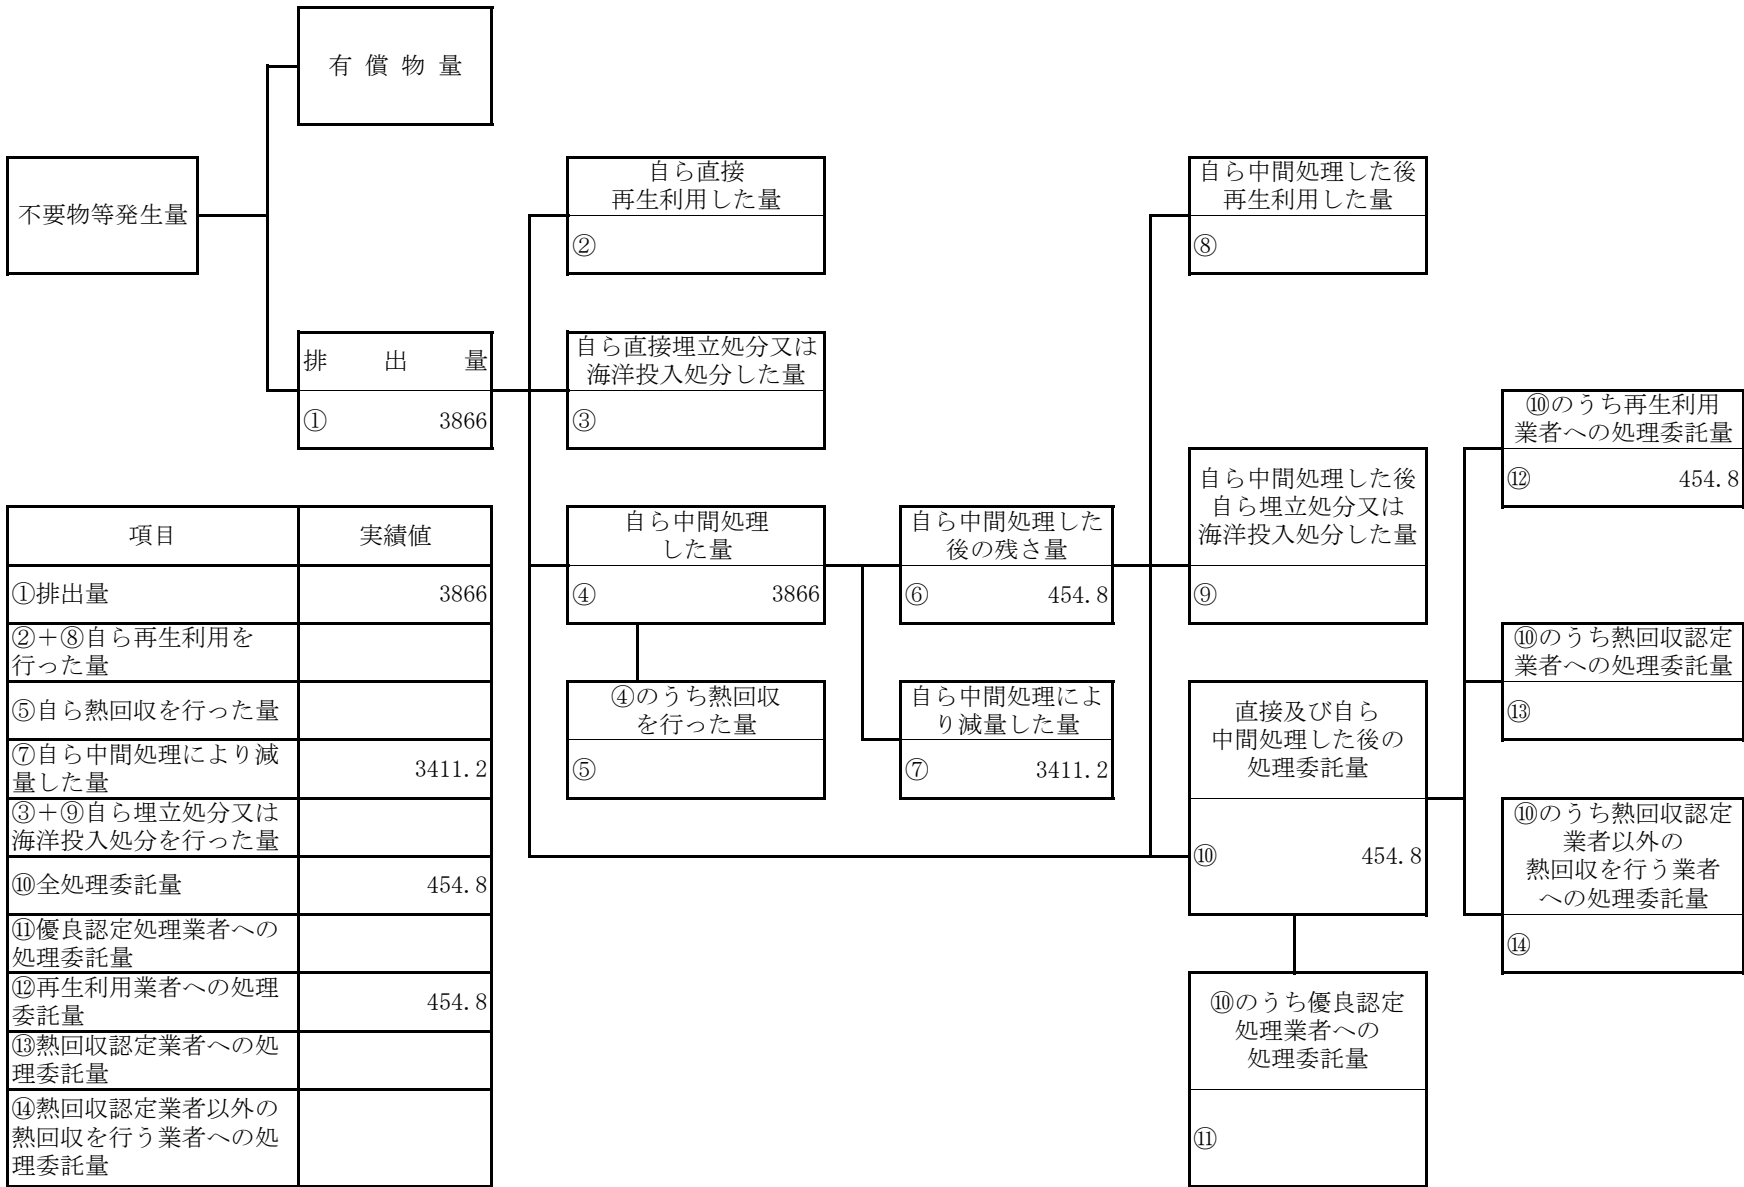 有償物量
不要物等発生量
自ら直接
再生利用した量
②
自ら中間処理した後
再生利用した量
⑧
排出量
① 3866
自ら直接埋立処分又は
海洋投入処分した量
③
⑩のうち再生利用
業者への処理委託量
⑫ 454.8
自ら中間処理した後
自ら埋立処分又は
海洋投入処分した量
⑨
自ら中間処理
した量
④ 3866
自ら中間処理した
後の残さ量
⑥ 454.8
④のうち熱回収
を行った量
⑤
自ら中間処理によ
り減量した量
⑦ 3411.2
⑩のうち熱回収認定
業者への処理委託量
⑬
直接及び自ら
中間処理した後の
処理委託量
⑩ 454.8
⑩のうち熱回収認定
業者以外の
熱回収を行う業者
への処理委託量
⑭
⑩のうち優良認定
処理業者への
処理委託量
⑪
項目 実績値
①排出量 3866
②＋⑧自ら再生利用を
行った量
⑤自ら熱回収を行った量
⑦自ら中間処理により減
量した量 3411.2
③＋⑨自ら埋立処分又は
海洋投入処分を行った量
⑩全処理委託量 454.8
⑪優良認定処理業者への
処理委託量
⑫再生利用業者への処理
委託量 454.8
⑬熱回収認定業者への処
理委託量
⑭熱回収認定業者以外の
熱回収を行う業者への処
理委託量